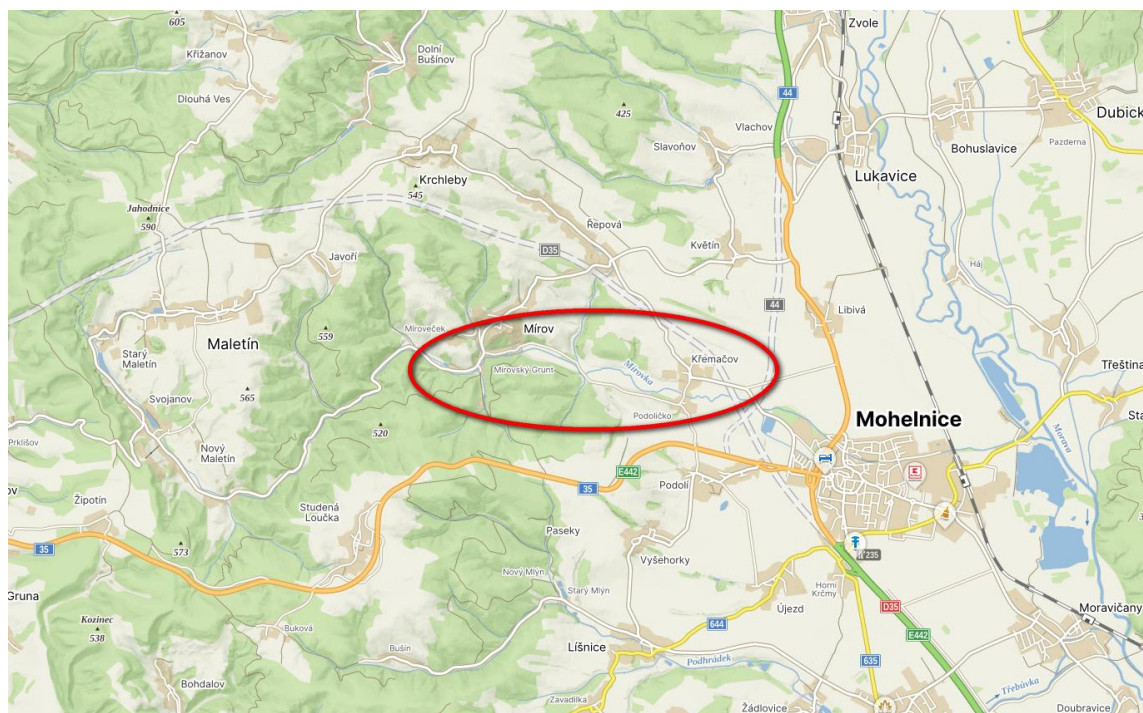 605
Křižanov
Dolní
Bušínov
Zvole
Dlouhá Ves
44
425
Vlachov
Slavoňov
Dubick
Pazderna
Bohuslavice
Lukavice
Krchleby
545
Jahodnice
590
Řepová
D35
Květín
Háj
Javoří
44
Libivá
Míroveček
Mírov
559
Maletín
Starý
Maletín
Mírovský Grunt
Mírovka
Křemačov
Třeština
565
Svojanov
Podolíčko
Mohelnice
Sta
520
Prklišov
Nový
Maletín
Morava
E442
35
Podolí
ov
Žipotín
Studená
Loučka
Paseky
35
573
Vyšehorky
235
Nový Mlýn
Starý Mlýn
Horní
Krčmy
Gruna
Kozinec
538
Újezd
D35
Moravičany
644
E442
Buková
Bušín
Líšnice
Podhrádek
635
Bohdalov
Třebůvka
Zavadilka
Žádlovice
Doubravice